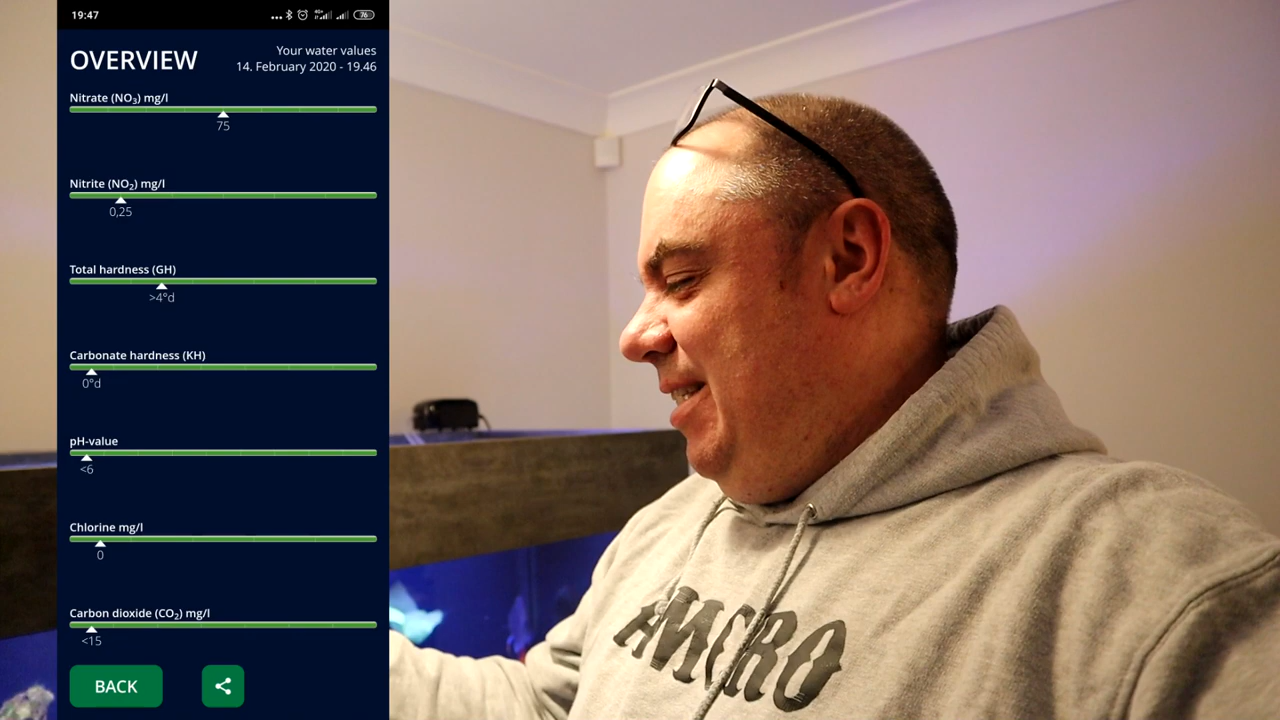 19:47
4G+
76
OVERVIEW
Your water values
14. February 2020 - 19.46
Nitrate (NO₃) mg/l
75
Nitrite (NO₂) mg/l
0,25
Total hardness (GH)
>4°d
Carbonate hardness (KH)
0°d
pH-value
<6
Chlorine mg/l
0
Carbon dioxide (CO₂) mg/l
<15
BACK
AMCRO